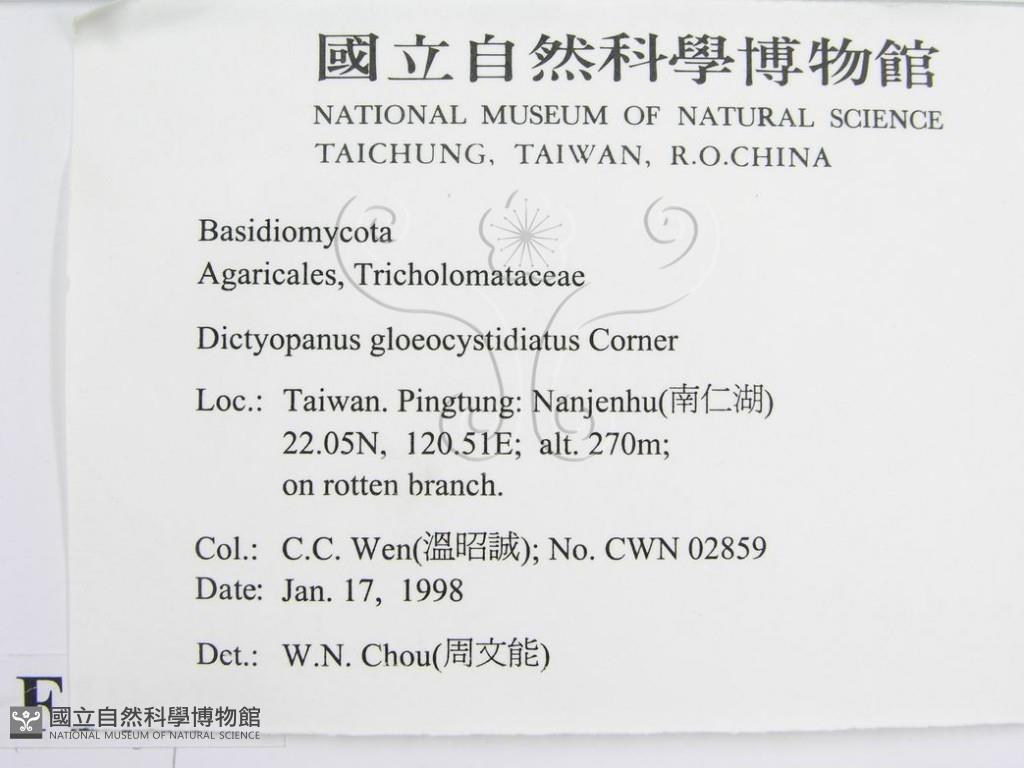 國立自然科學博物館
NATIONAL MUSEUM OF NATURAL SCIENCE
TAICHUNG, TAIWAN, R.O.CHINA
Basidiomycota
Agaricales, Tricholomataceae
Dictyopanus gloeocystidiatus Corner
Loc.: Taiwan. Pingtung: Nanjenhu(南仁湖)
22.05N, 120.51E; alt. 270m;
on rotten branch.
Col.: C.C. Wen(溫昭誠); No. CWN 02859
Date: Jan. 17, 1998
Det.: W.N. Chou(周文能)
F
國立自然科學博物館
NATIONAL MUSEUM OF NATURAL SCIENCE